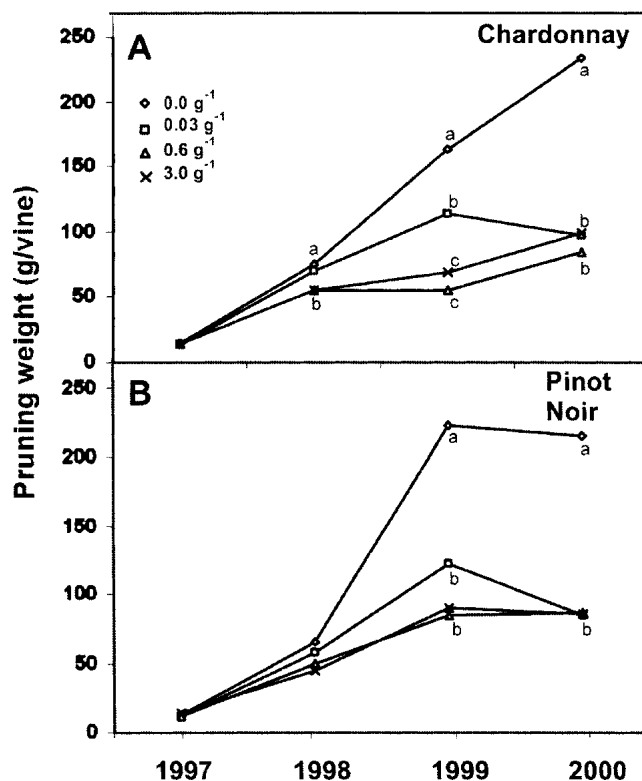 Pruning weight (g/vine)
A
Chardonnay
250
200
150
100
50
0
0.0 g⁻¹
0.03 g⁻¹
0.6 g⁻¹
3.0 g⁻¹
a
b
a
b
c
c
a
b
b
B
Pinot
Noir
250
200
150
100
50
0
a
b
b
a
b
1997 1998 1999 2000